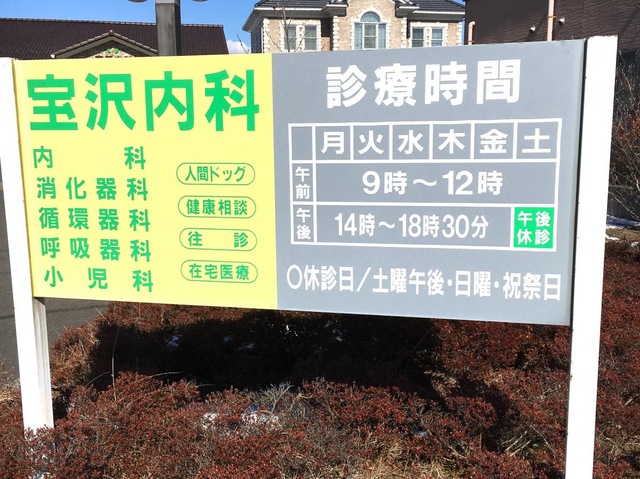 宝沢内科
内科
消化器科
循環器科
呼吸器科
小児科
人間ドッグ
健康相談
往診
在宅医療
診療時間
月 火 水 木 金 土
午前 9時～12時
午後 14時～18時30分 午後休診
○休診日／土曜午後・日曜・祝祭日